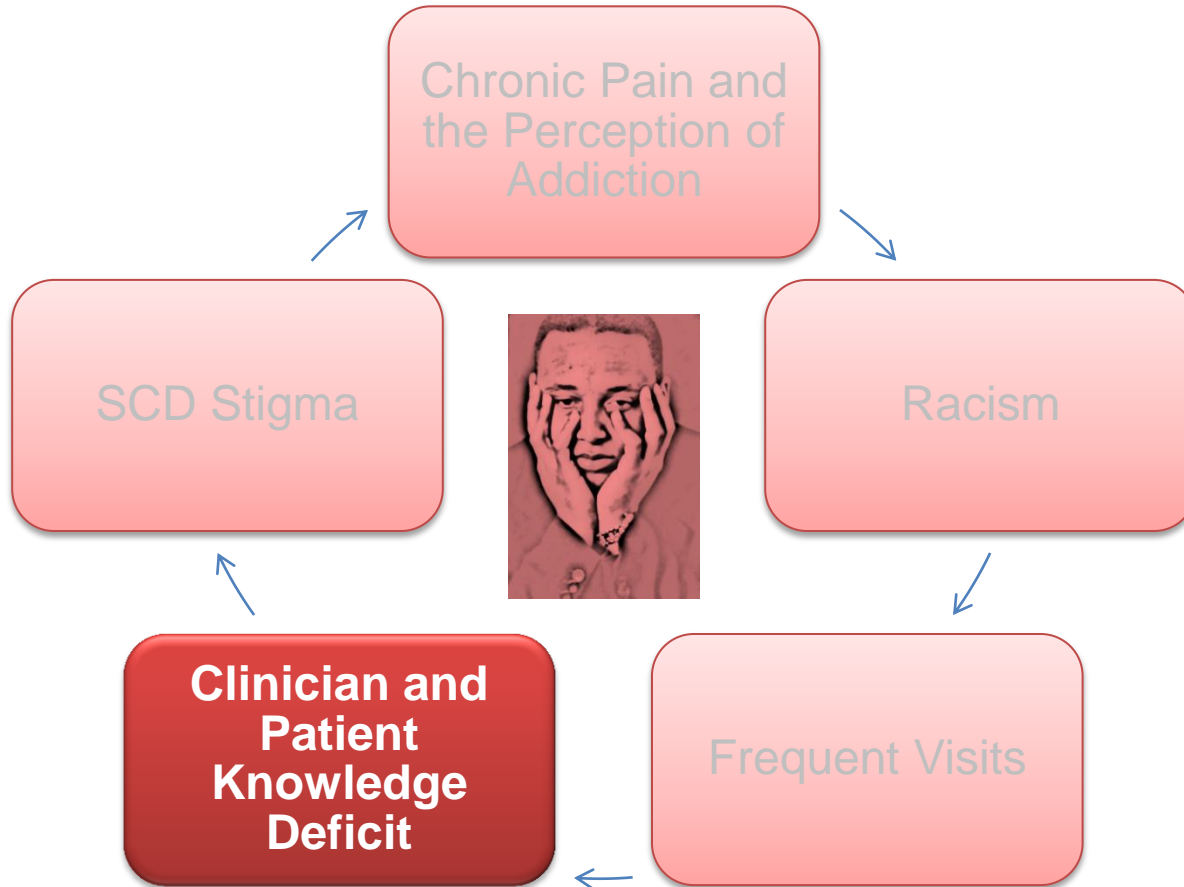 Chronic Pain and
the Perception of
Addiction
SCD Stigma
Racism
Clinician and
Patient
Knowledge
Deficit
Frequent Visits